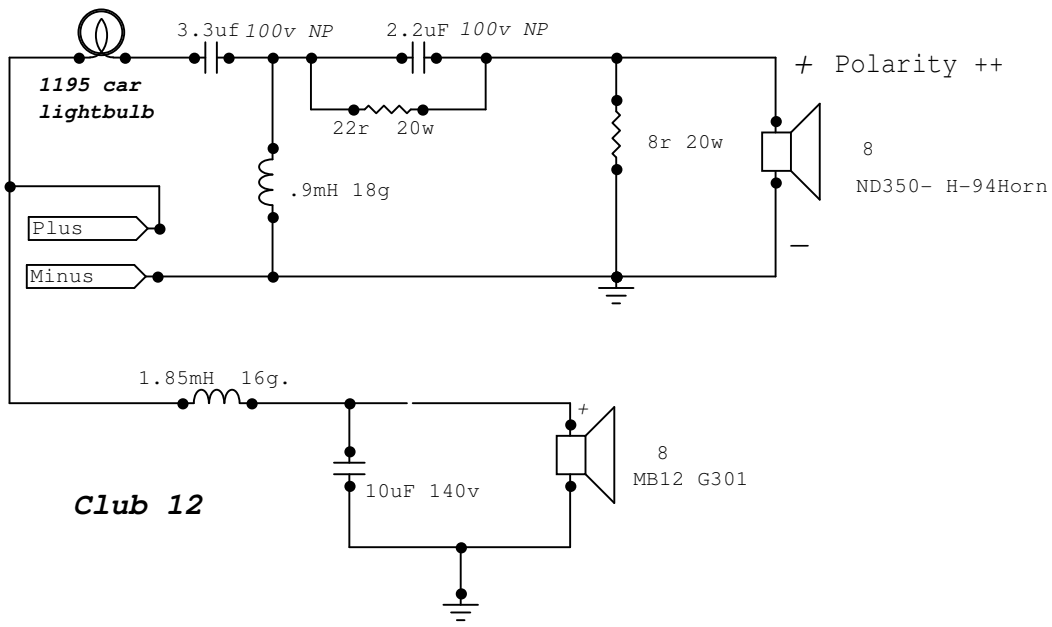 3.3uf 100v NP
2.2uF 100v NP
+ Polarity ++
1195 car
lightbulb
22r 20w
8r 20w
8
ND350- H-94Horn
.9mH 18g
Plus
Minus
—
1.85mH 16g.
+
8
MB12 G301
10uF 140v
Club 12